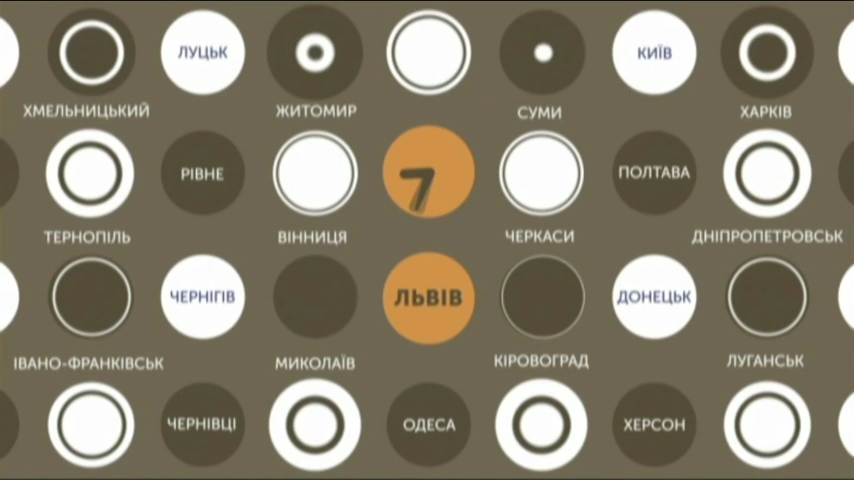 ЛУЦЬК
КИЇВ
ХМЕЛЬНИЦЬКИЙ
ЖИТОМИР
СУМИ
ХАРКІВ
РІВНЕ
7
ПОЛТАВА
ТЕРНОПІЛЬ
ВІННИЦЯ
ЧЕРКАСИ
ДНІПРОПЕТРОВСЬК
ЧЕРНІГІВ
ЛЬВІВ
ДОНЕЦЬК
ІВАНО-ФРАНКІВСЬК
МИКОЛАЇВ
КІРОВОГРАД
ЛУГАНСЬК
ЧЕРНІВЦІ
ОДЕСА
ХЕРСОН